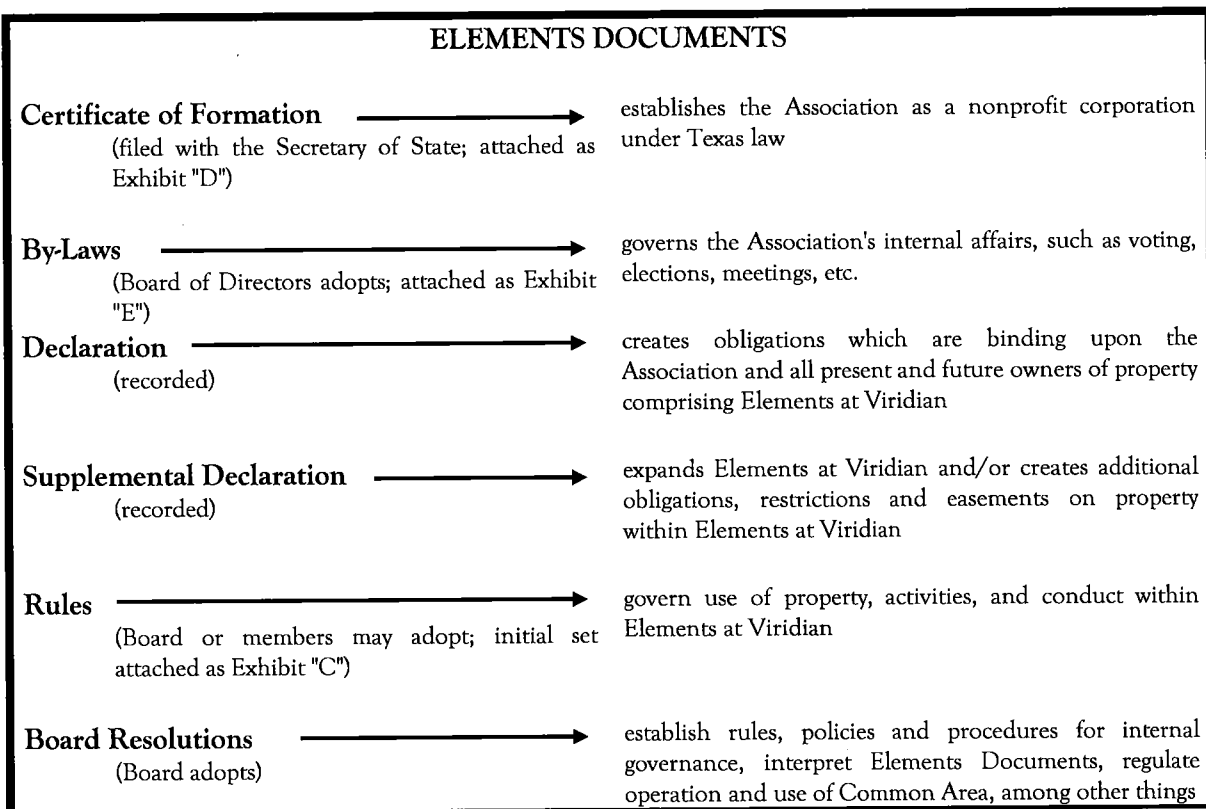 ELEMENTS DOCUMENTS
Certificate of Formation
(filed with the Secretary of State; attached as
Exhibit "D")
establishes the Association as a nonprofit corporation
under Texas law
By-Laws
(Board of Directors adopts; attached as Exhibit
"E")
governs the Association's internal affairs, such as voting,
elections, meetings, etc.
Declaration
(recorded)
creates obligations which are binding upon the
Association and all present and future owners of property
comprising Elements at Viridian
Supplemental Declaration
(recorded)
expands Elements at Viridian and/or creates additional
obligations, restrictions and easements on property
within Elements at Viridian
Rules
(Board or members may adopt; initial set
attached as Exhibit "C")
govern use of property, activities, and conduct within
Elements at Viridian
Board Resolutions
(Board adopts)
establish rules, policies and procedures for internal
governance, interpret Elements Documents, regulate
operation and use of Common Area, among other things